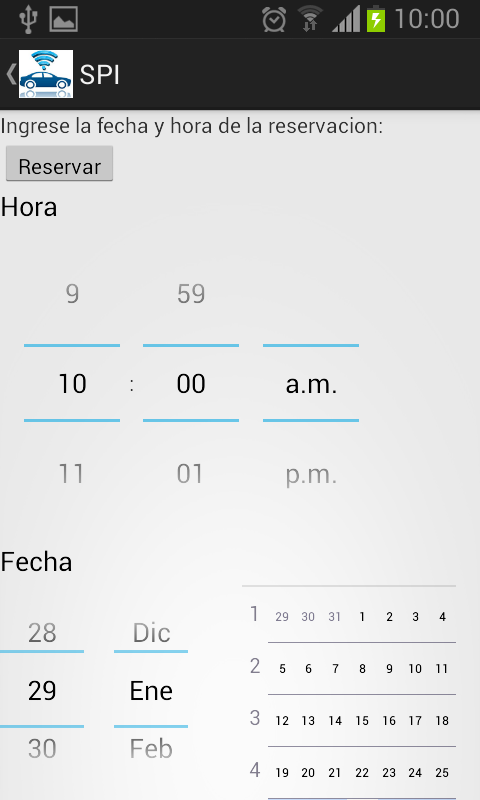 10:00
SPI
Ingrese la fecha y hora de la reservacion:
Reservar
Hora
9 59
10 : 00 a.m.
11 01 p.m.
Fecha
28 Dic
29 Ene
30 Feb
1 29 30 31 1 2 3 4
2 5 6 7 8 9 10 11
3 12 13 14 15 16 17 18
4 19 20 21 22 23 24 25